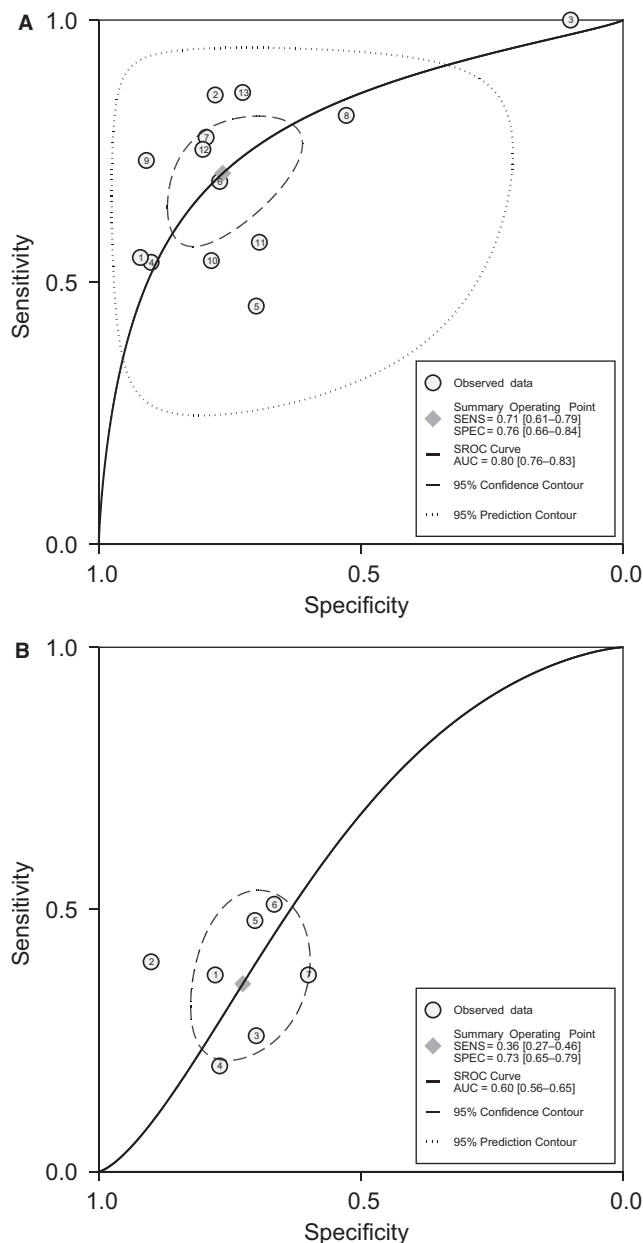 A
1.0
3
2
13
8
7
12
9
6
11
1
4
10
0.5
5
Sensitivity
Observed data
Summary Operating Point
SENS = 0.71 [0.61–0.79]
SPEC = 0.76 [0.66–0.84]
SROC Curve
AUC = 0.80 [0.76–0.83]
95% Confidence Contour
95% Prediction Contour
0.0
1.0
0.5
0.0
Specificity
B
1.0
6
0.5
5
2
1
7
3
4
Sensitivity
Observed data
Summary Operating Point
SENS = 0.36 [0.27–0.46]
SPEC = 0.73 [0.65–0.79]
SROC Curve
AUC = 0.60 [0.56–0.65]
95% Confidence Contour
95% Prediction Contour
0.0
1.0
0.5
0.0
Specificity